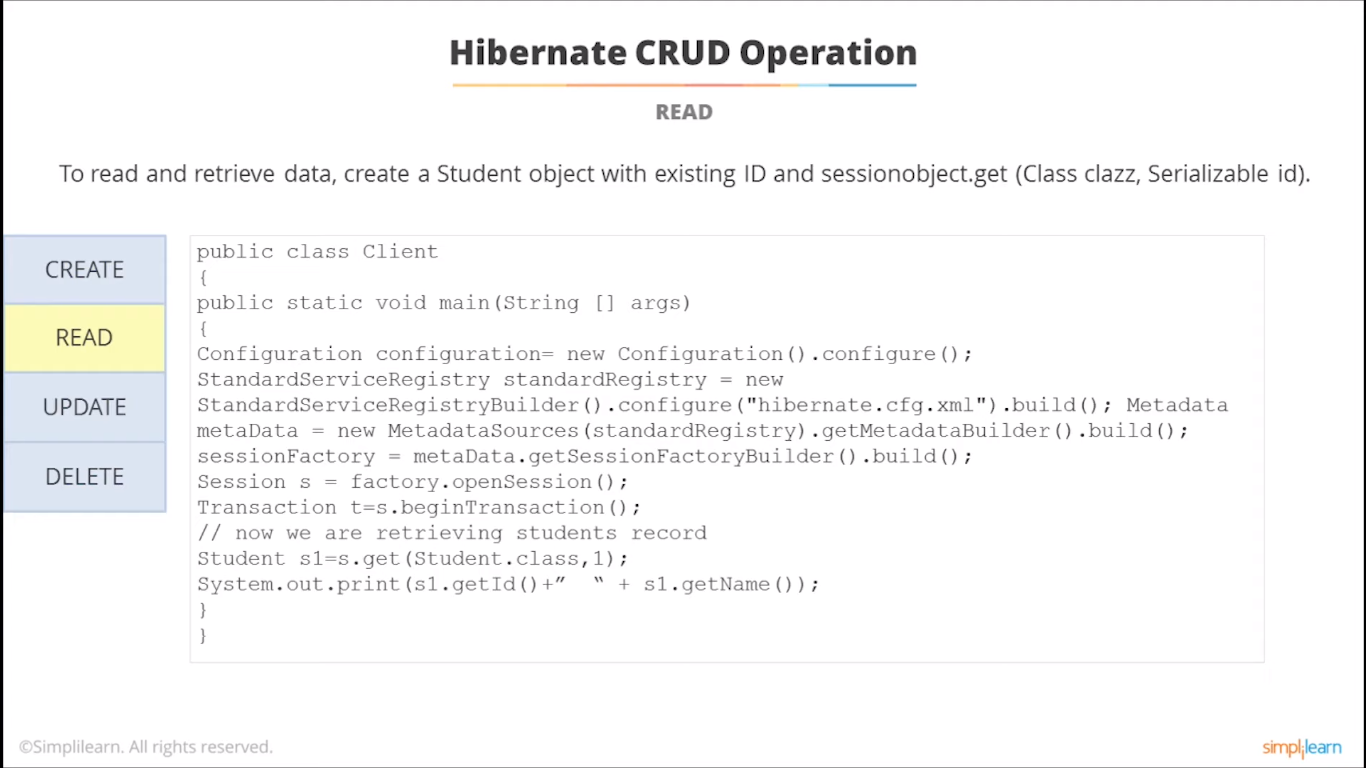 Hibernate CRUD Operation
READ
To read and retrieve data, create a Student object with existing ID and sessionobject.get (Class clazz, Serializable id).
CREATE
READ
UPDATE
DELETE
public class Client
{
public static void main(String [] args)
{
Configuration configuration= new Configuration().configure();
StandardServiceRegistry standardRegistry = new
StandardServiceRegistryBuilder().configure("hibernate.cfg.xml").build(); Metadata
metaData = new MetadataSources(standardRegistry).getMetadataBuilder().build();
sessionFactory = metaData.getSessionFactoryBuilder().build();
Session s = factory.openSession();
Transaction t=s.beginTransaction();
// now we are retrieving students record
Student s1=s.get(Student.class,1);
System.out.print(s1.getId()+”  “ + s1.getName());
}
}
©Simplilearn. All rights reserved.
simplilearn